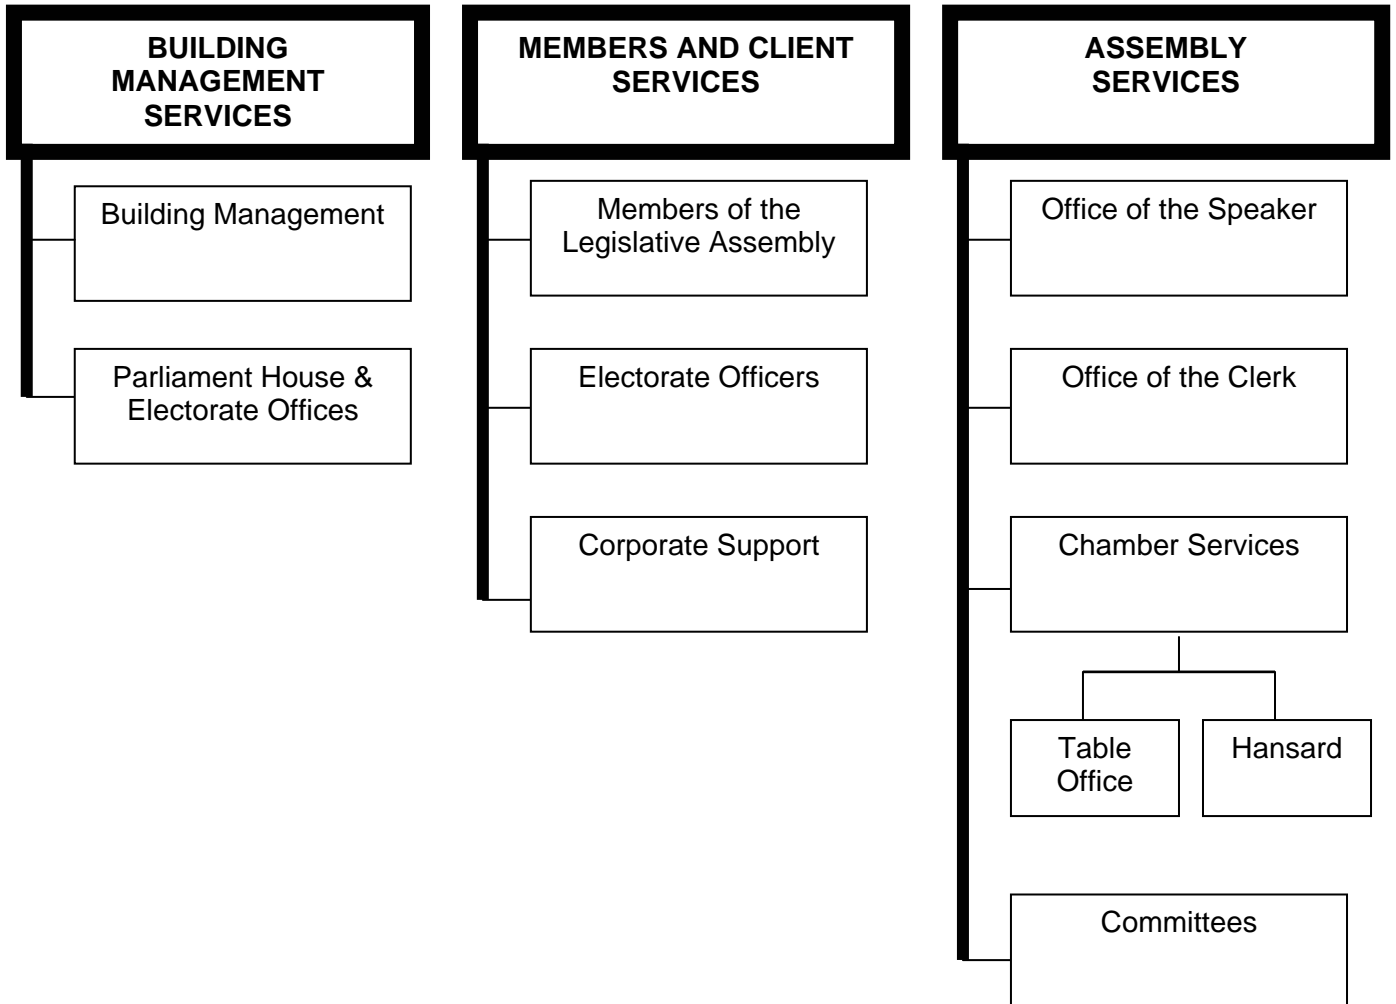 BUILDING
MANAGEMENT
SERVICES
Building Management
Parliament House &
Electorate Offices
MEMBERS AND CLIENT
SERVICES
Members of the
Legislative Assembly
Electorate Officers
Corporate Support
ASSEMBLY
SERVICES
Office of the Speaker
Office of the Clerk
Chamber Services
Table
Office
Hansard
Committees